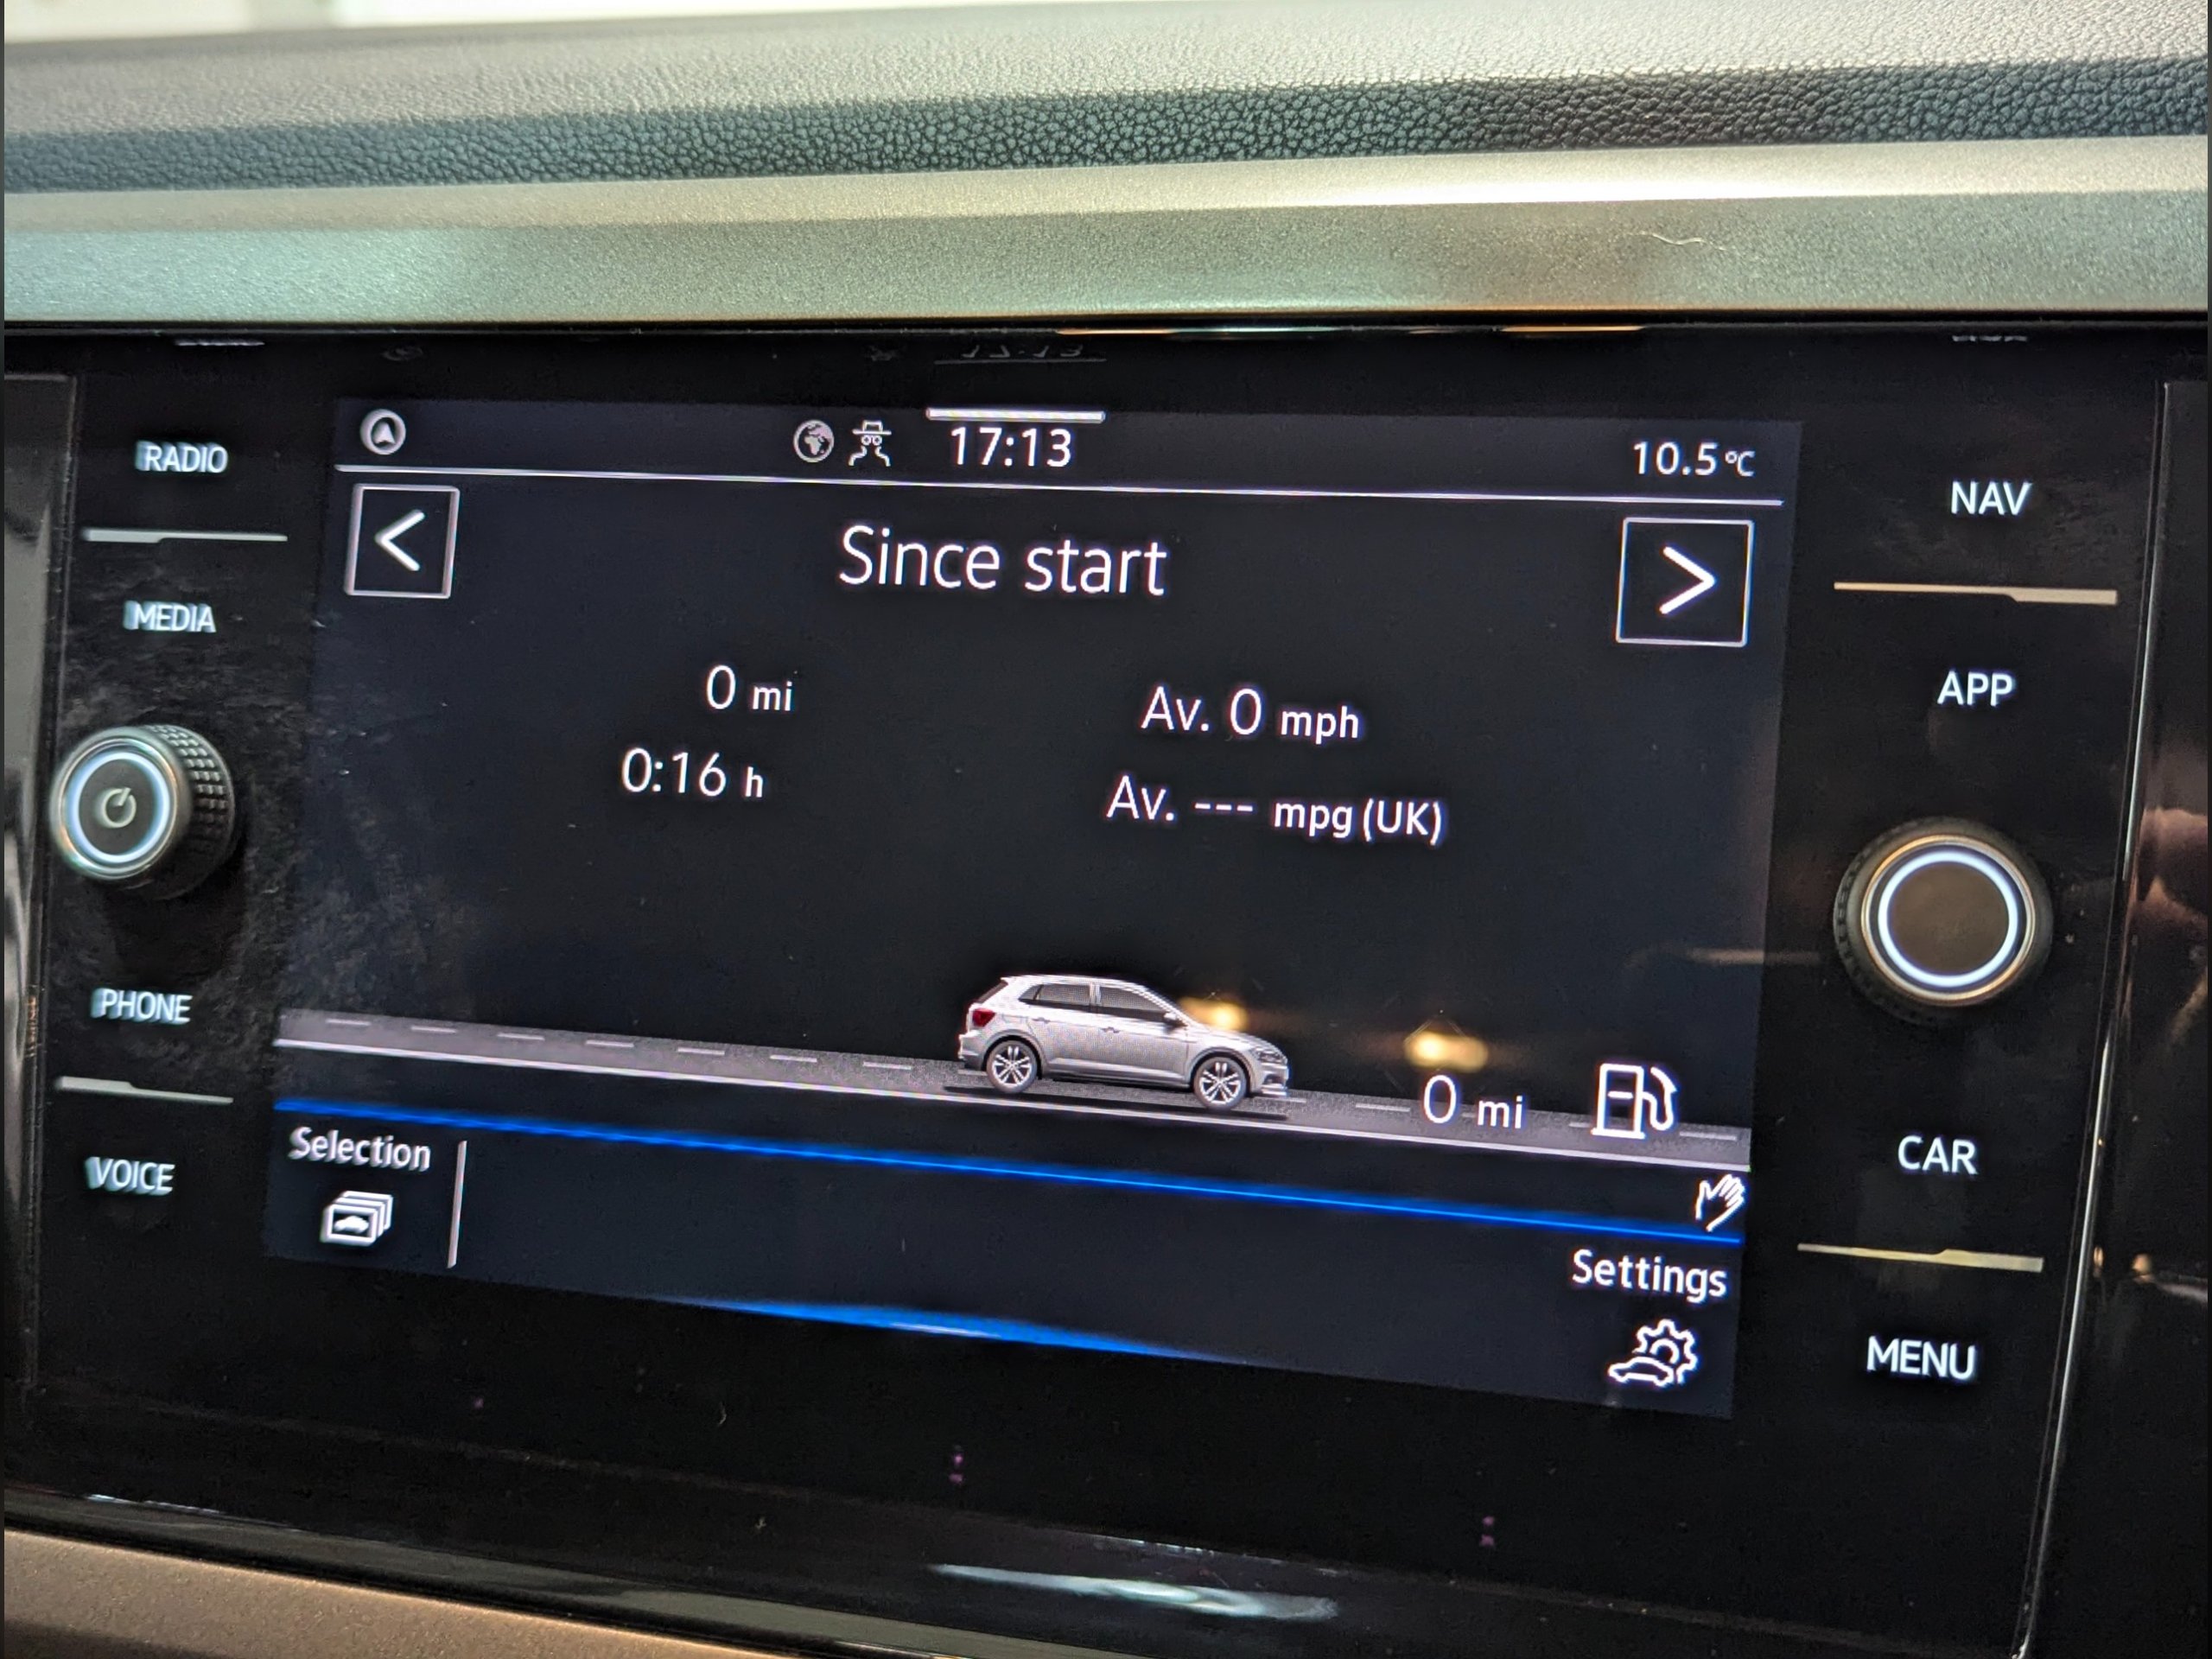 RADIO
MEDIA
PHONE
VOICE
17:13
10.5°C
<
Since start
>
0 mi
Av. 0 mph
0:16 h
Av. --- mpg (UK)
0 mi
Selection
Settings
NAV
APP
CAR
MENU